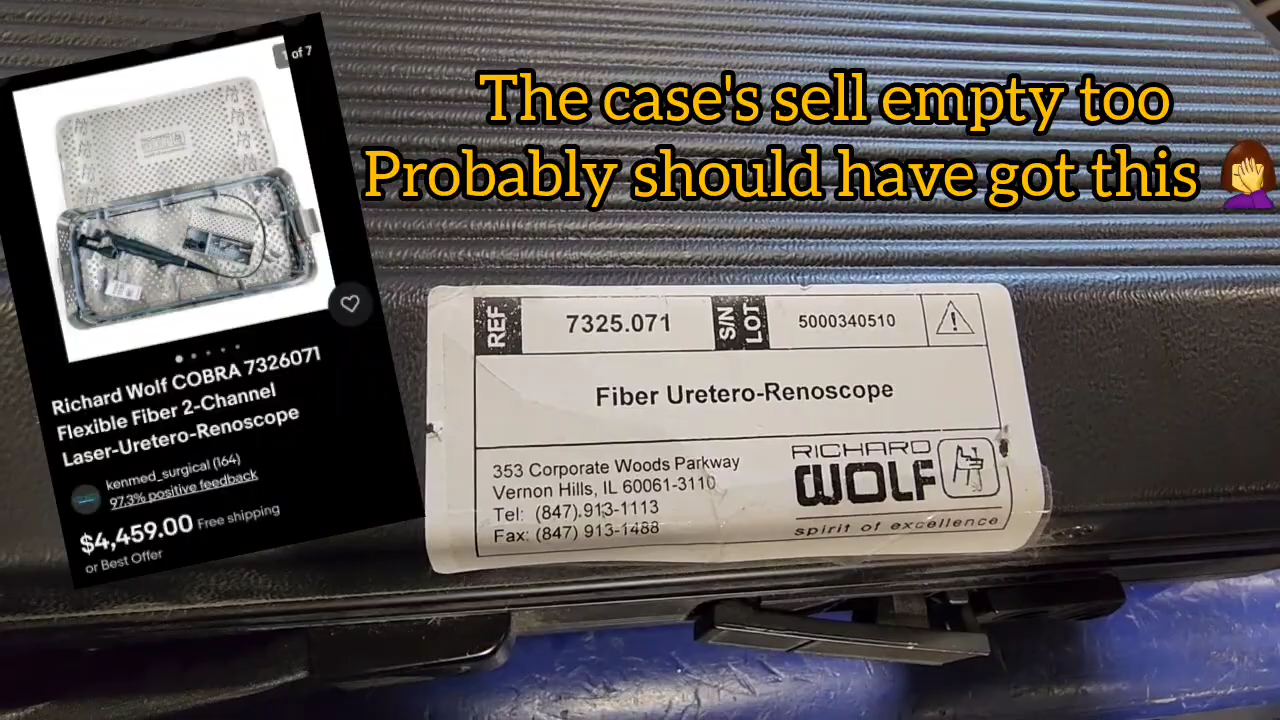 1 of 7
The case's sell empty too
Probably should have got this
Richard Wolf COBRA 7326071
Flexible Fiber 2-Channel
Laser-Uretero-Renoscope
kenmed_surgical (164)
97.3% positive feedback
$4,459.00 Free shipping
or Best Offer
REF 7325.071 S/N LOT 5000340510
Fiber Uretero-Renoscope
353 Corporate Woods Parkway
Vernon Hills, IL 60061-3110
Tel: (847).913-1113
Fax: (847) 913-1488
RICHARD
WOLF
spirit of excellence